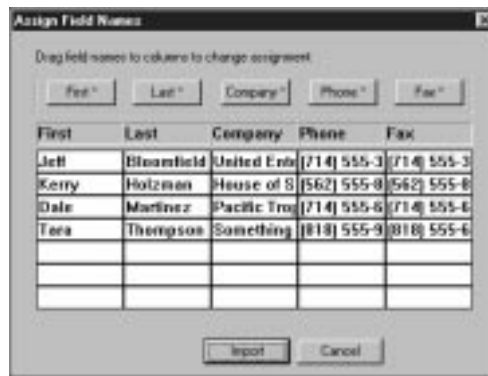 Assign Field Names
Drag field names to columns to change assignment
First * Last * Company * Phone * Fax *
First Last Company Phone Fax
Jeff Bloomfield United Ente (714) 555-3 (714) 555-3
Kerry Holzman House of S (562) 555-8 (562) 555-8
Dale Martinez Pacific Trop (714) 555-6 (714) 555-6
Tara Thompson Something (818) 555-9 (818) 555-6
Import Cancel